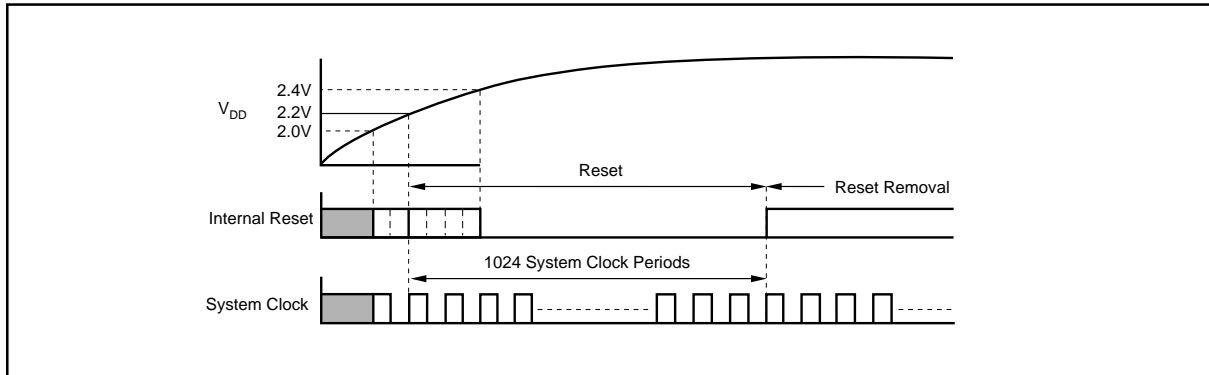 2.4V
V_DD
2.2V
2.0V
Reset
Reset Removal
Internal Reset
1024 System Clock Periods
System Clock